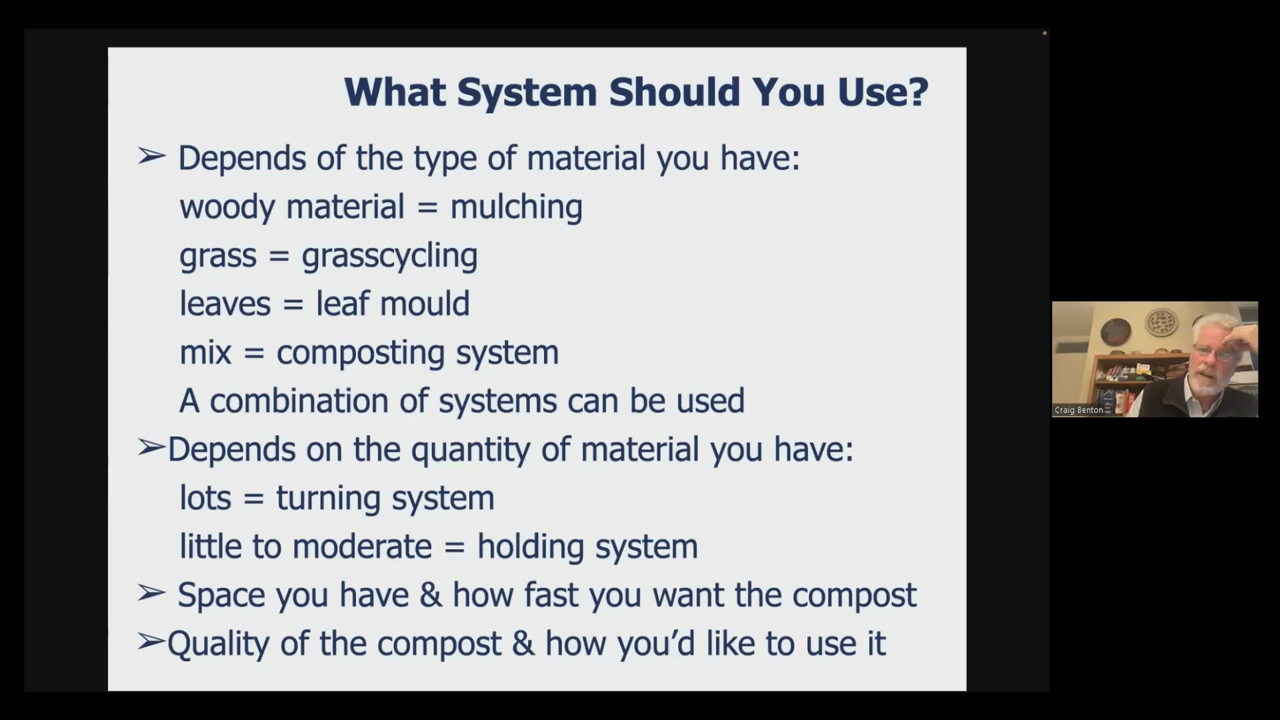 What System Should You Use?
➢ Depends of the type of material you have:
woody material = mulching
grass = grasscycling
leaves = leaf mould
mix = composting system
A combination of systems can be used
➢Depends on the quantity of material you have:
lots = turning system
little to moderate = holding system
➢ Space you have & how fast you want the compost
➢Quality of the compost & how you’d like to use it
Craig Benton